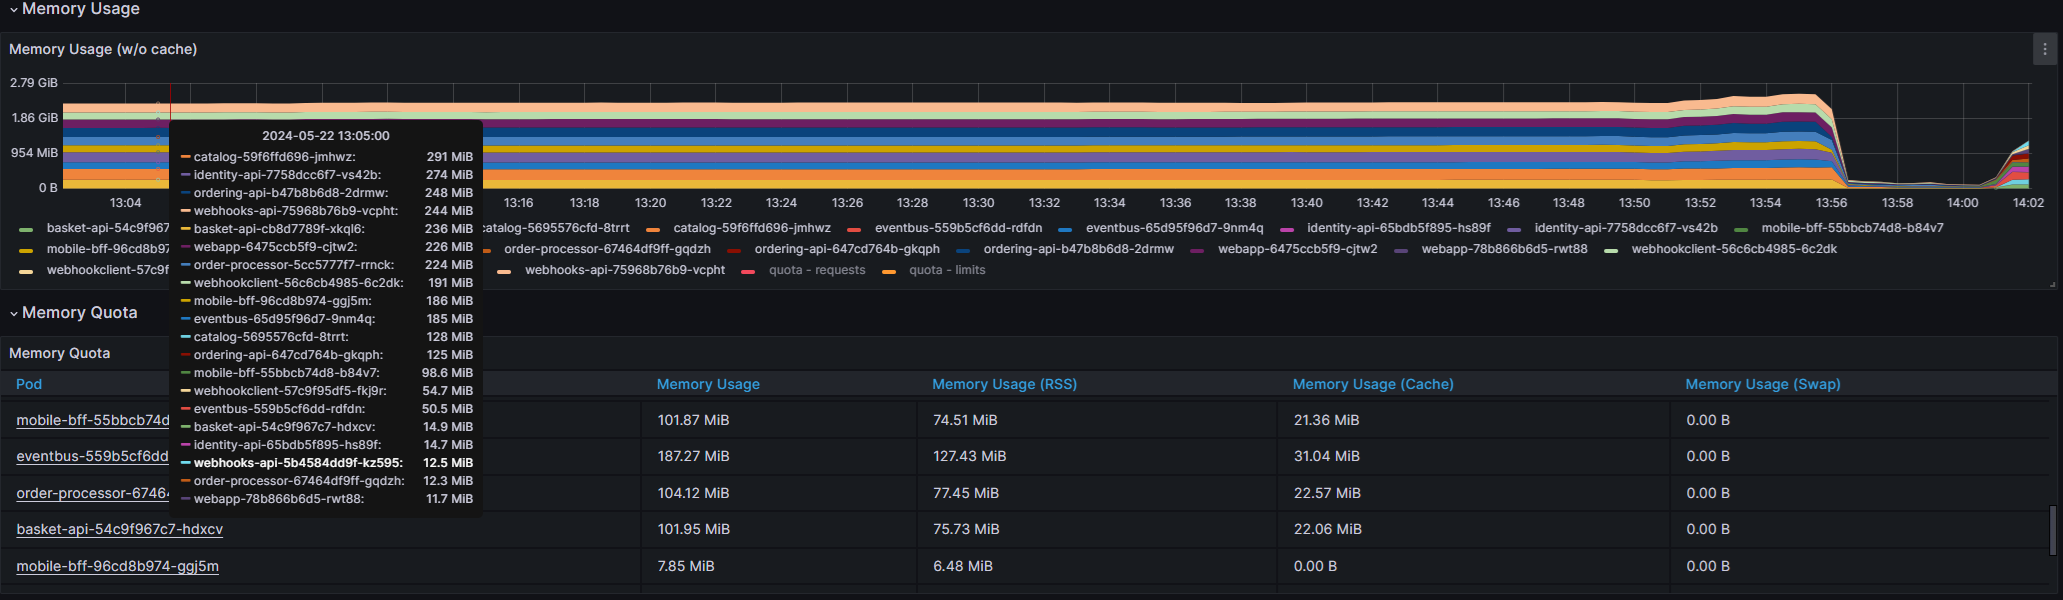 Memory Usage
Memory Usage (w/o cache)
2.79 GiB
1.86 GiB
954 MiB
0 B
13:04 13:16 13:18 13:20 13:22 13:24 13:26 13:28 13:30 13:32 13:34 13:36 13:38 13:40 13:42 13:44 13:46 13:48 13:50 13:52 13:54 13:56 13:58 14:00 14:02
2024-05-22 13:05:00
catalog-59f6ffd696-jmhwz: 291 MiB
identity-api-7758dcc6f7-vs42b: 274 MiB
ordering-api-b47b8b6d8-2drmw: 248 MiB
webhooks-api-75968b76b9-vcpht: 244 MiB
basket-api-cb8d7789f-xkql6: 236 MiB
webapp-6475ccb5f9-cjtw2: 226 MiB
order-processor-5cc5777f7-rrnck: 224 MiB
webhookclient-56c6cb4985-6c2dk: 191 MiB
mobile-bff-96cd8b974-ggj5m: 186 MiB
eventbus-65d95f96d7-9nm4q: 185 MiB
catalog-5695576cfd-8trrt: 128 MiB
ordering-api-647cd764b-gkqph: 125 MiB
mobile-bff-55bbcb74d8-b84v7: 98.6 MiB
webhookclient-57c9f95df5-fkj9r: 54.7 MiB
eventbus-559b5cf6dd-rdfdn: 50.5 MiB
basket-api-54c9f967c7-hdxcv: 14.9 MiB
identity-api-65bdb5f895-hs89f: 14.7 MiB
webhooks-api-5b4584dd9f-kz595: 12.5 MiB
order-processor-67464df9ff-gqdzh: 12.3 MiB
webapp-78b866b6d5-rwt88: 11.7 MiB
basket-api-54c9f967 catalog-5695576cfd-8trrt catalog-59f6ffd696-jmhwz eventbus-559b5cf6dd-rdfdn eventbus-65d95f96d7-9nm4q identity-api-65bdb5f895-hs89f identity-api-7758dcc6f7-vs42b mobile-bff-55bbcb74d8-b84v7
mobile-bff-96cd8b97 order-processor-67464df9ff-gqdzh ordering-api-647cd764b-gkqph ordering-api-b47b8b6d8-2drmw webapp-6475ccb5f9-cjtw2 webapp-78b866b6d5-rwt88 webhookclient-56c6cb4985-6c2dk
webhookclient-57c9f webhooks-api-75968b76b9-vcpht quota - requests quota - limits
Memory Quota
Memory Quota
Pod Memory Usage Memory Usage (RSS) Memory Usage (Cache) Memory Usage (Swap)
mobile-bff-55bbcb74d 101.87 MiB 74.51 MiB 21.36 MiB 0.00 B
eventbus-559b5cf6dd 187.27 MiB 127.43 MiB 31.04 MiB 0.00 B
order-processor-6746 104.12 MiB 77.45 MiB 22.57 MiB 0.00 B
basket-api-54c9f967c7-hdxcv 101.95 MiB 75.73 MiB 22.06 MiB 0.00 B
mobile-bff-96cd8b974-ggj5m 7.85 MiB 6.48 MiB 0.00 B 0.00 B